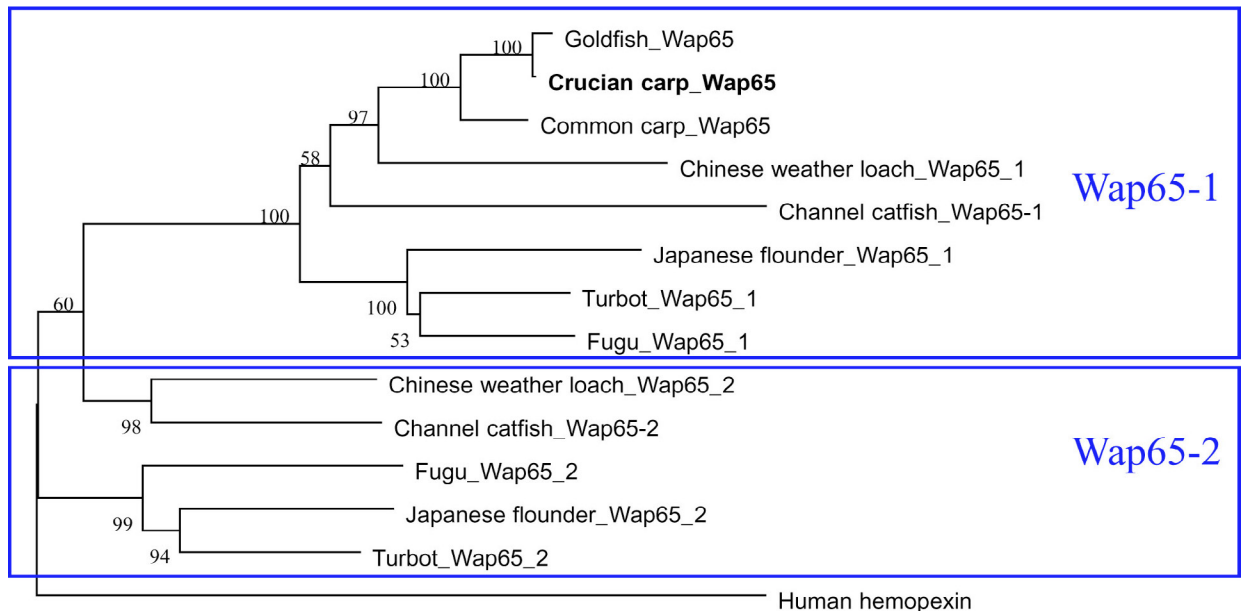 100
Goldfish_Wap65
100
Crucian carp_Wap65
97
Common carp_Wap65
58
Chinese weather loach_Wap65_1
Wap65-1
Channel catfish_Wap65-1
100
Japanese flounder_Wap65_1
Turbot_Wap65_1
100
60
53
Fugu_Wap65_1
Chinese weather loach_Wap65_2
98
Channel catfish_Wap65-2
Wap65-2
Fugu_Wap65_2
99
Japanese flounder_Wap65_2
94
Turbot_Wap65_2
Human hemopexin